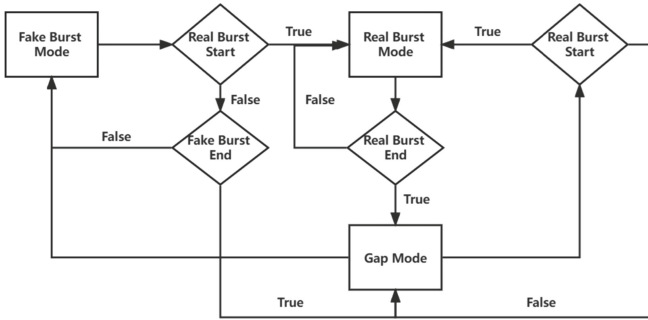 Fake Burst
Mode
Real Burst
Start
True
Real Burst
Mode
True
Real Burst
Start
False
False
False
Fake Burst
End
Real Burst
End
True
Gap Mode
True
False